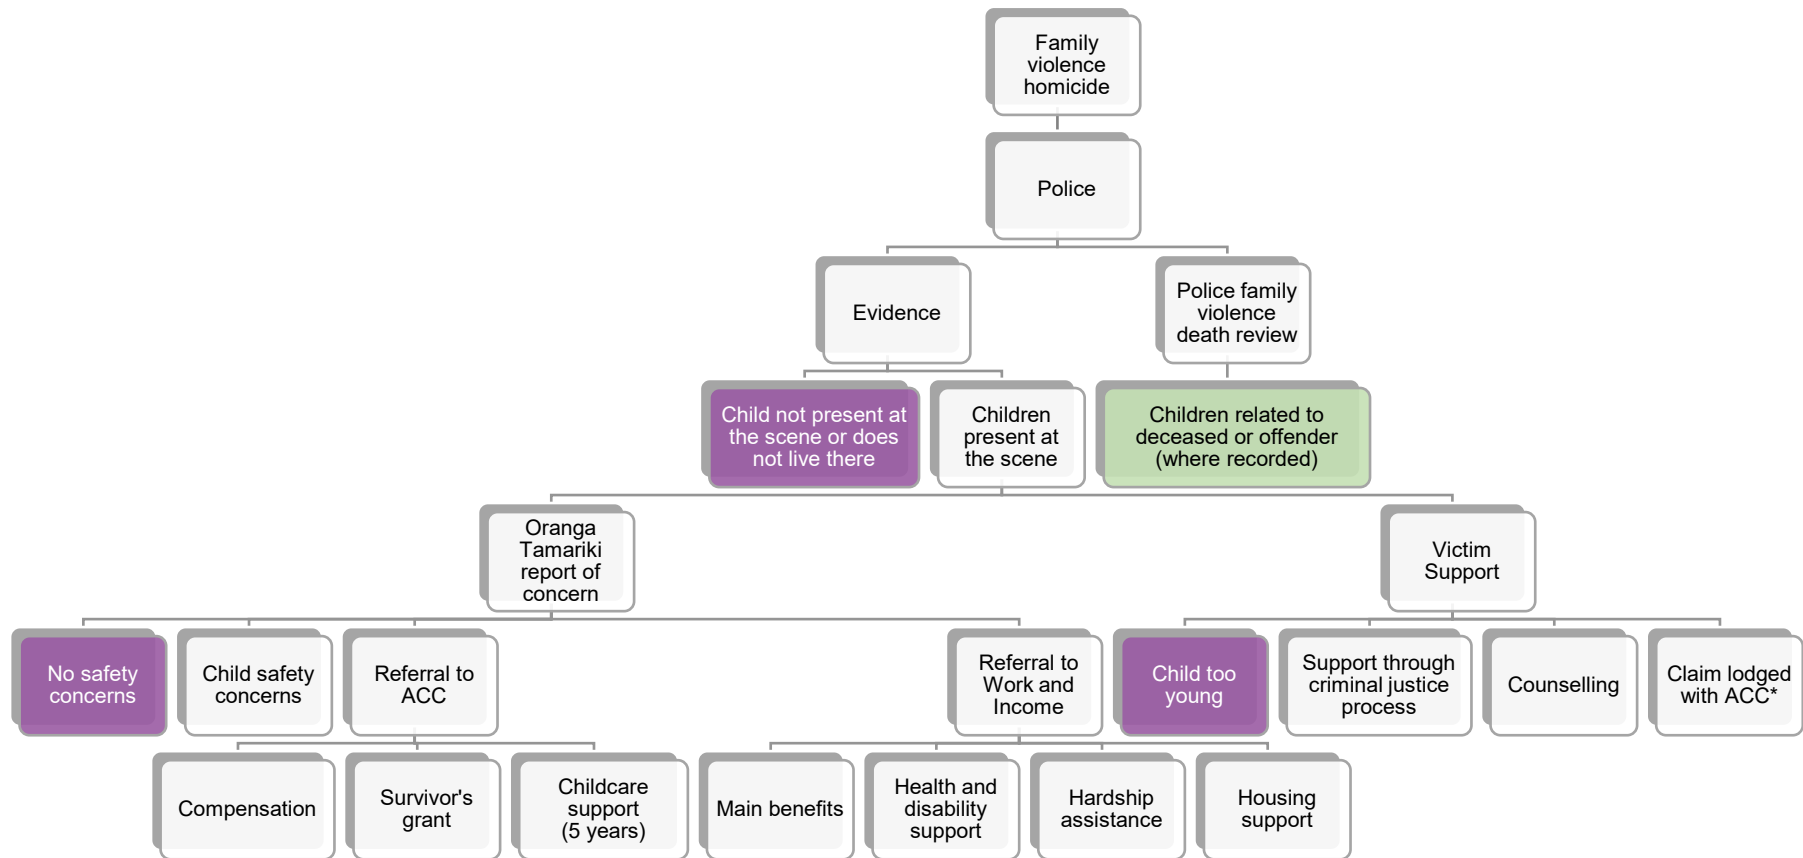 Family
violence
homicide
Police
Evidence
Police family
violence
death review
Child not present at
the scene or does
not live there
Children
present at
the scene
Children related to
deceased or offender
(where recorded)
Oranga
Tamariki
report of
concern
Victim
Support
No safety
concerns
Child safety
concerns
Referral to
ACC
Referral to
Work and
Income
Child too
young
Support through
criminal justice
process
Counselling
Claim lodged
with ACC*
Compensation
Survivor's
grant
Childcare
support
(5 years)
Main benefits
Health and
disability
support
Hardship
assistance
Housing
support